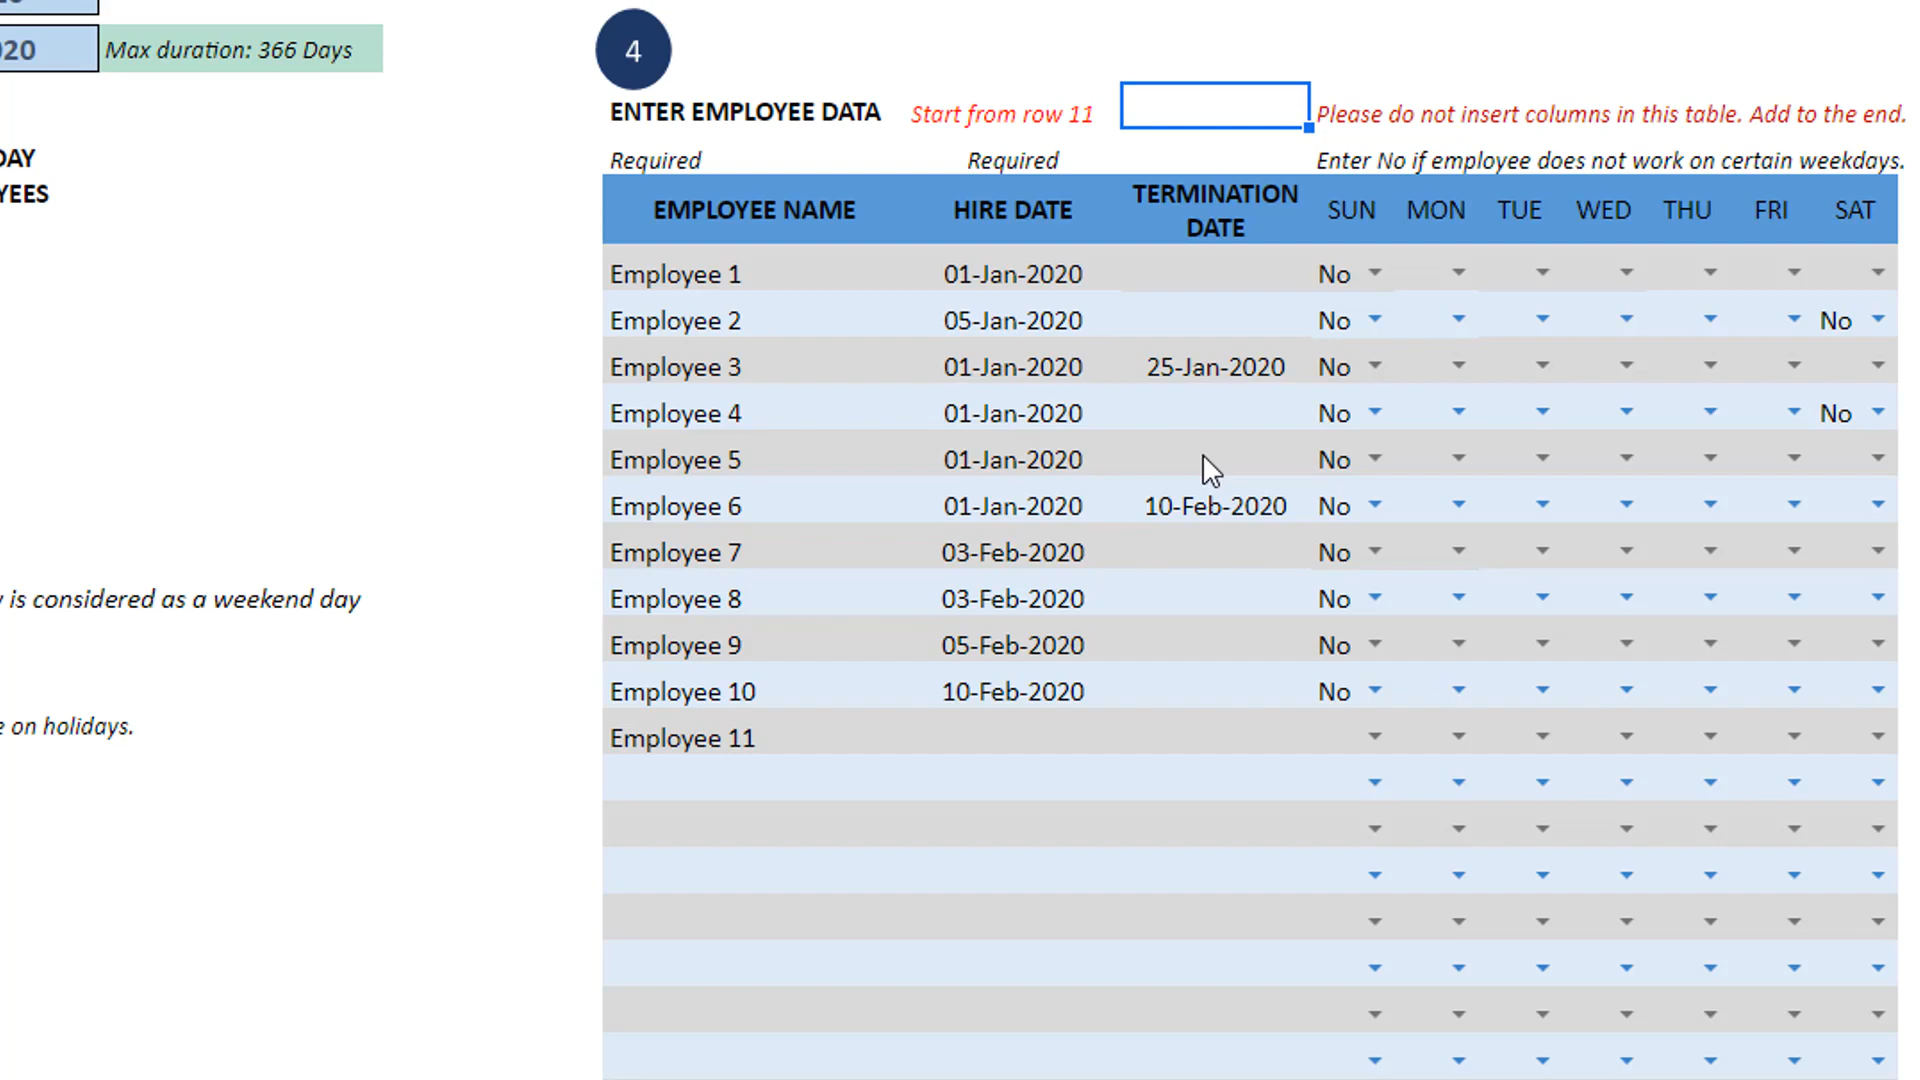 20
Max duration: 366 Days
4
ENTER EMPLOYEE DATA Start from row 11 Please do not insert columns in this table. Add to the end.
DAY
YEES
Required Required Enter No if employee does not work on certain weekdays.
EMPLOYEE NAME HIRE DATE TERMINATION DATE SUN MON TUE WED THU FRI SAT
Employee 1 01-Jan-2020 No
Employee 2 05-Jan-2020 No No
Employee 3 01-Jan-2020 25-Jan-2020 No
Employee 4 01-Jan-2020 No No
Employee 5 01-Jan-2020 No
Employee 6 01-Jan-2020 10-Feb-2020 No
Employee 7 03-Feb-2020 No
Employee 8 03-Feb-2020 No
Employee 9 05-Feb-2020 No
Employee 10 10-Feb-2020 No
Employee 11
is considered as a weekend day
on holidays.